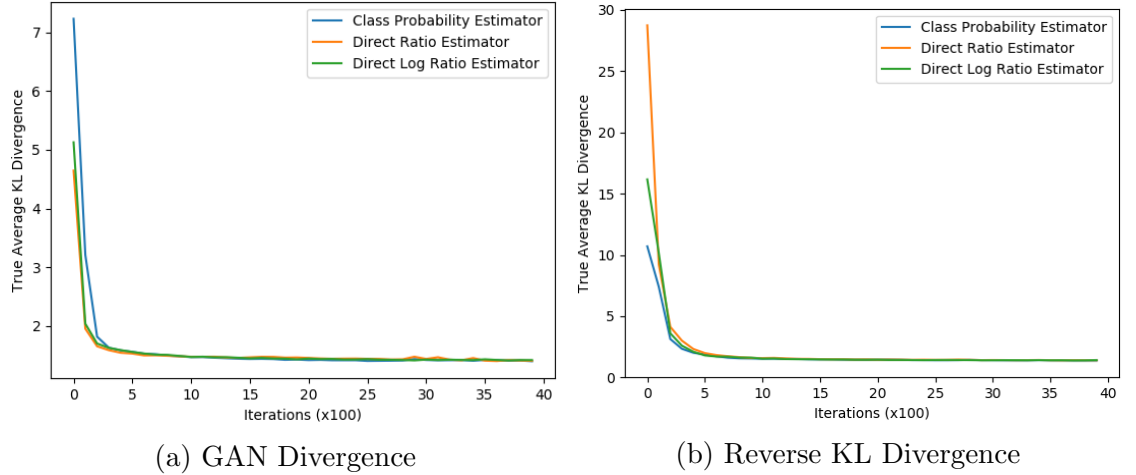 Class Probability Estimator
Direct Ratio Estimator
Direct Log Ratio Estimator
True Average KL Divergence
7
6
5
4
3
2
0
5
10
15
20
25
30
35
40
Iterations (x100)
(a) GAN Divergence
Class Probability Estimator
Direct Ratio Estimator
Direct Log Ratio Estimator
True Average KL Divergence
30
25
20
15
10
5
0
0
5
10
15
20
25
30
35
40
Iterations (x100)
(b) Reverse KL Divergence